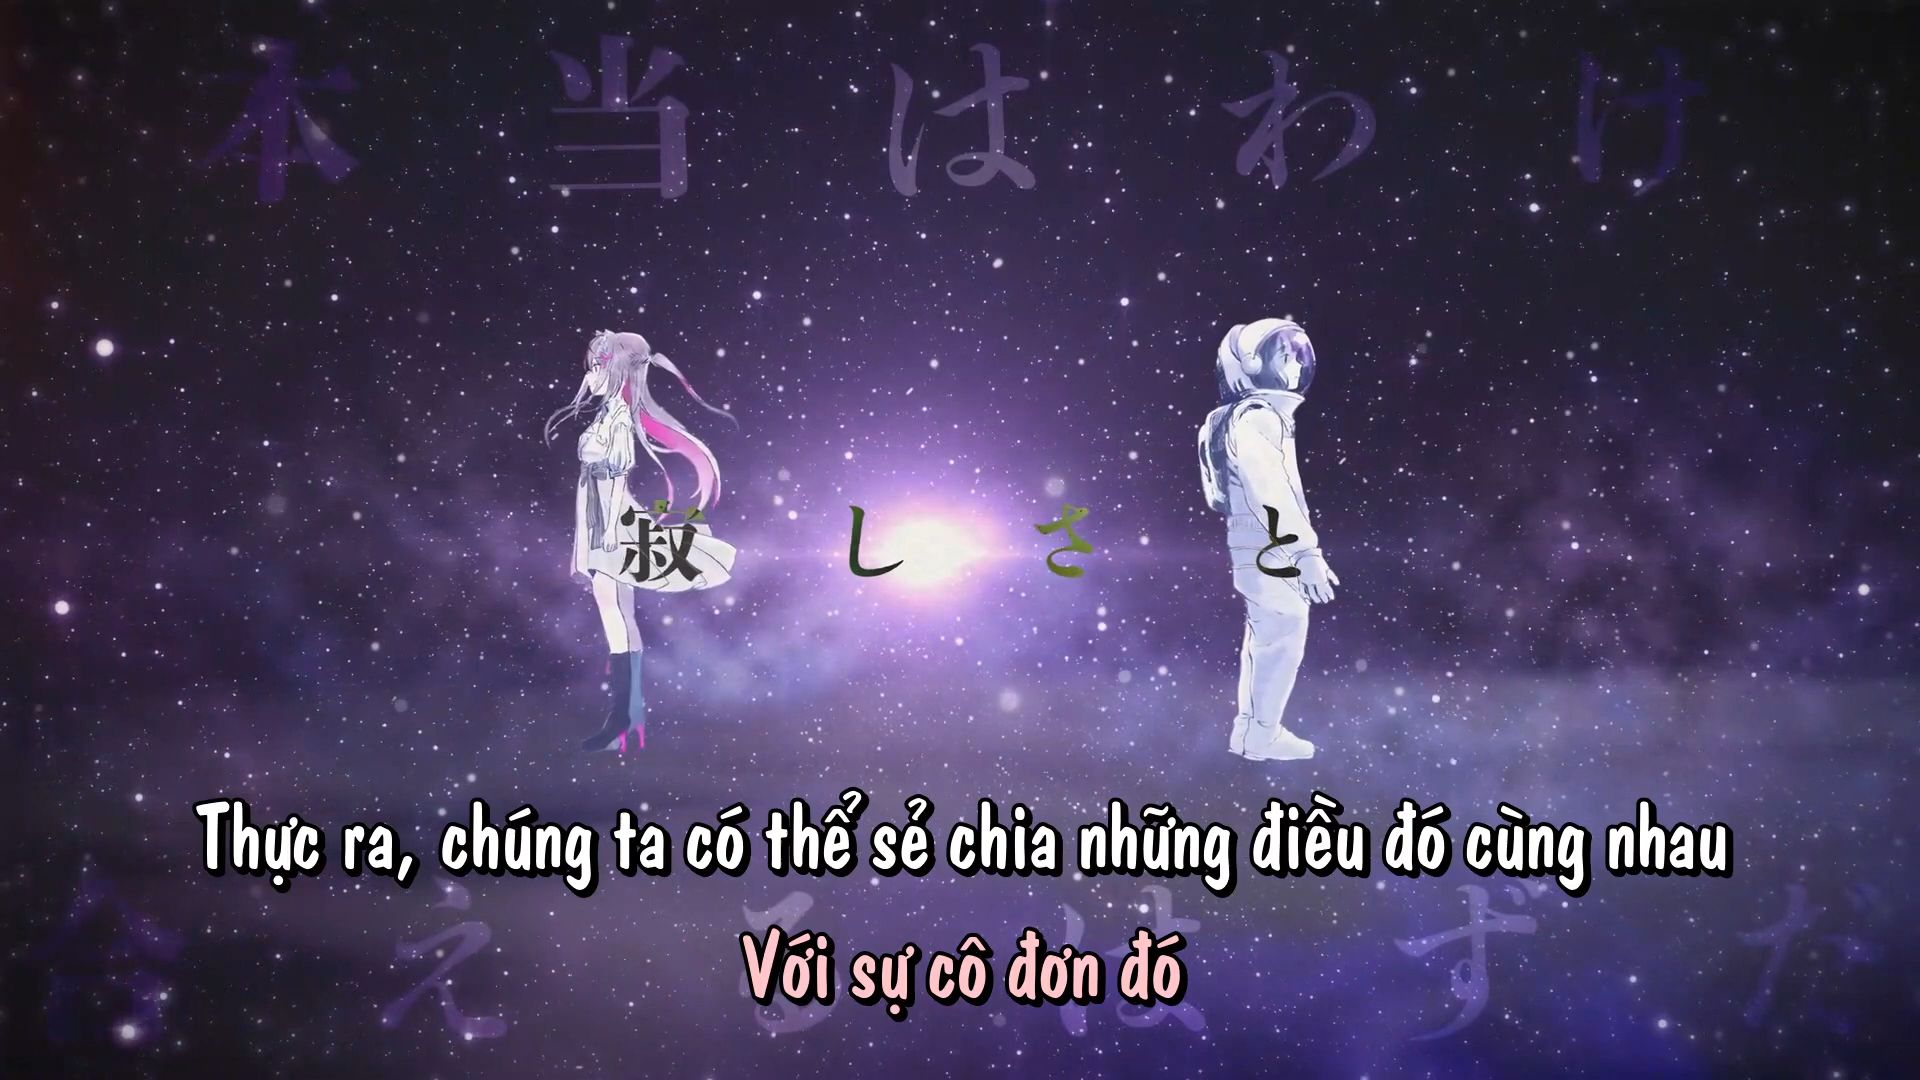 本当はわけ
寂しさと
Thực ra, chúng ta có thể sẻ chia những điều đó cùng nhau
合えるはずだ
Với sự cô đơn đó